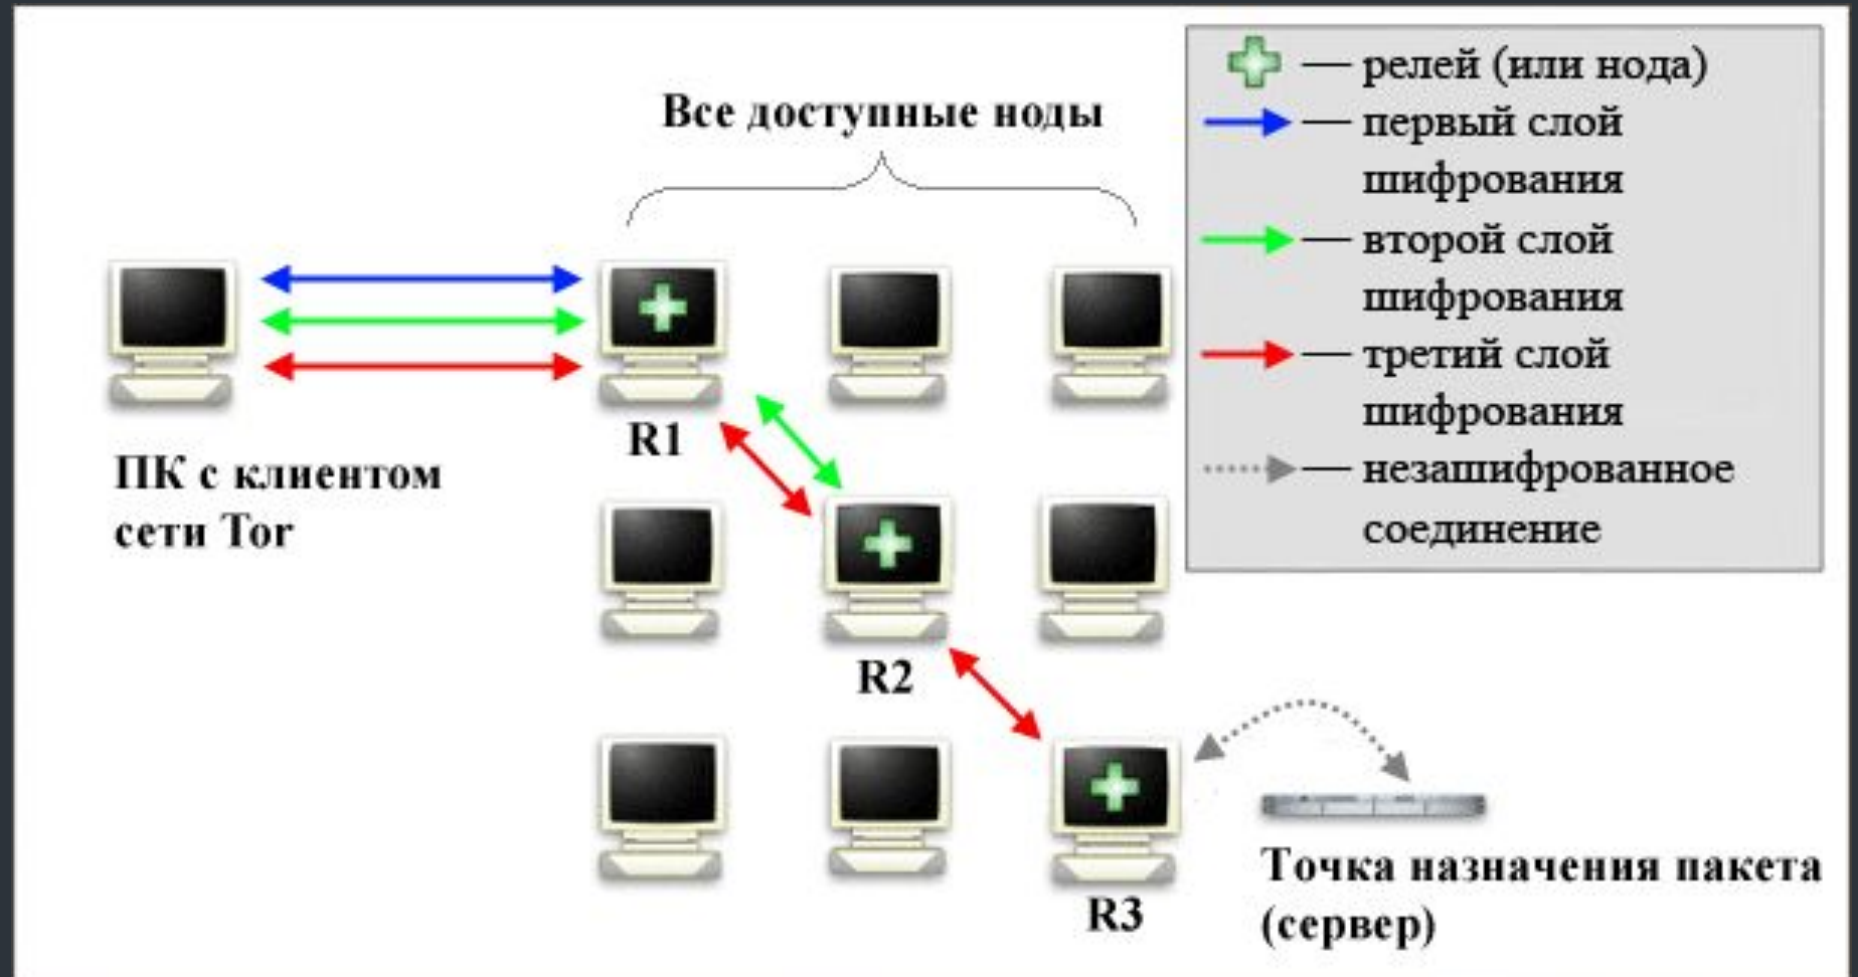 Все доступные ноды
— релей (или нода)
— первый слой
шифрования
— второй слой
шифрования
— третий слой
шифрования
— незашифрованное
соединение
ПК с клиентом
сети Tor
R1
R2
R3
Точка назначения пакета
(сервер)